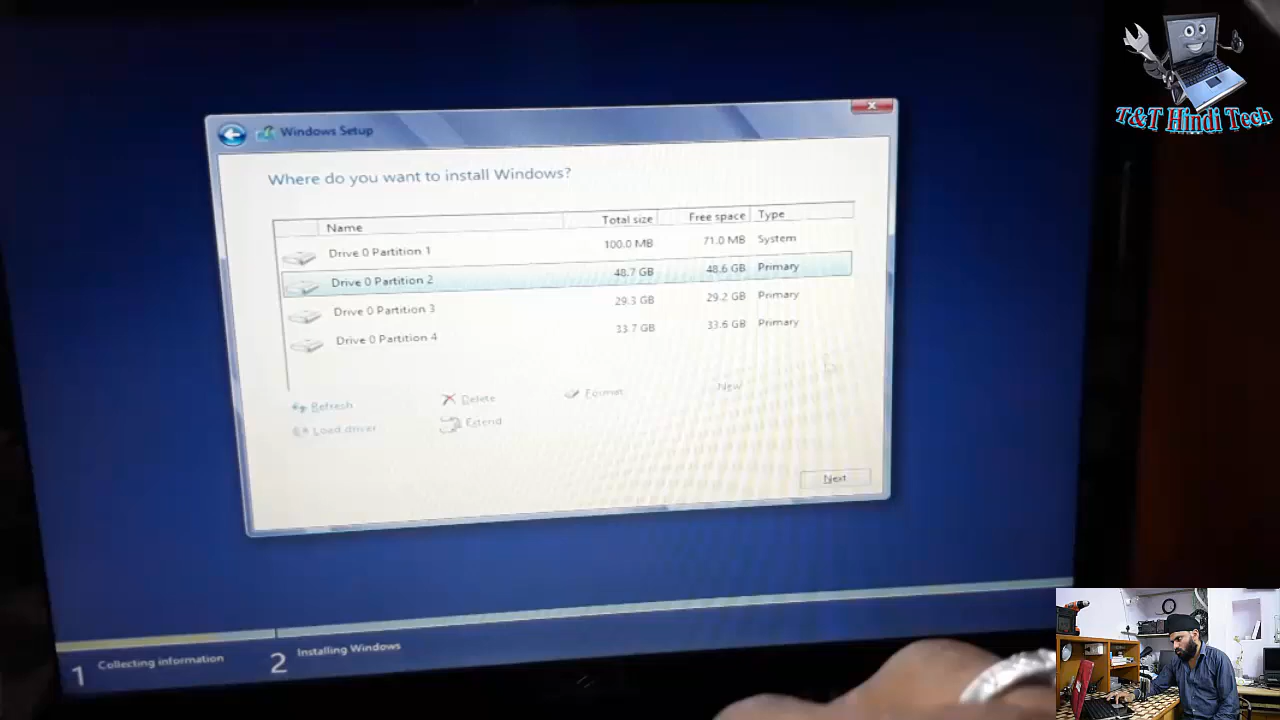 T&T Hindi Tech
Windows Setup
Where do you want to install Windows?
Name Total size Free space Type
Drive 0 Partition 1 100.0 MB 71.0 MB System
Drive 0 Partition 2 48.7 GB 48.6 GB Primary
Drive 0 Partition 3 29.3 GB 29.2 GB Primary
Drive 0 Partition 4 33.7 GB 33.6 GB Primary
Refresh Delete Format New
Load driver Extend
Next
1 Collecting information 2 Installing Windows